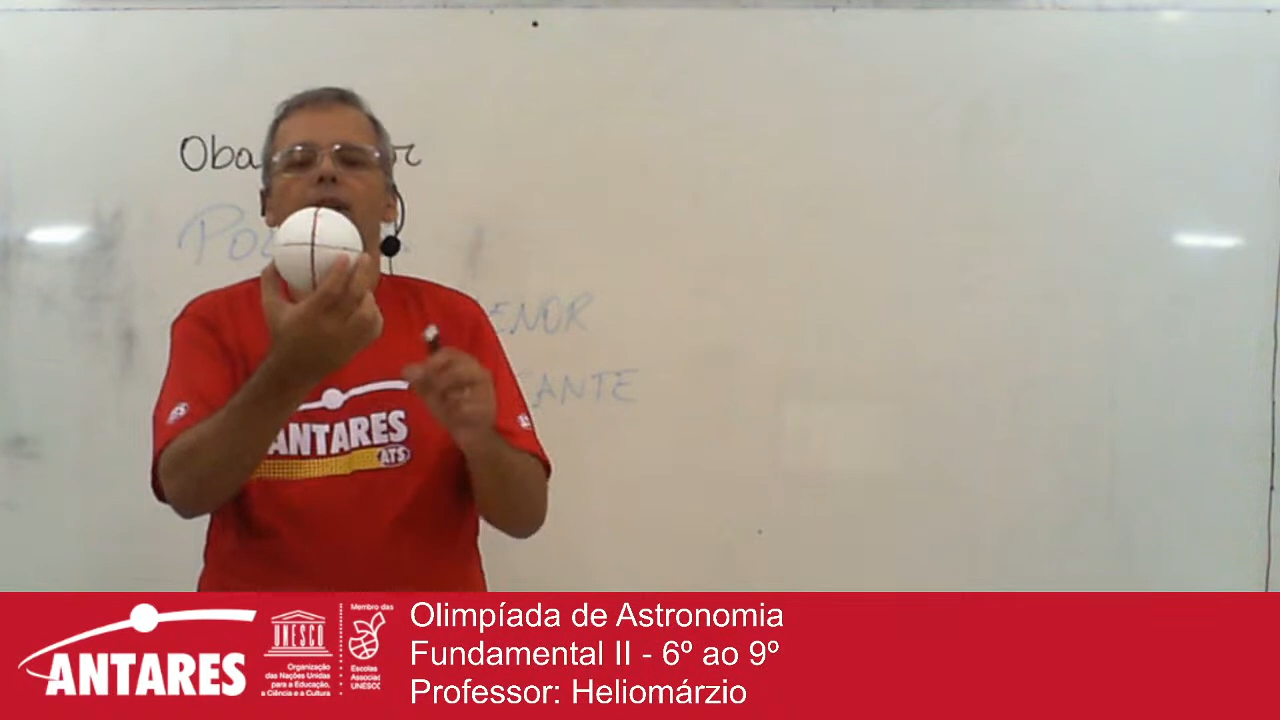 ENOR
ANTE
ANTARES
ATS
ANTARES
UNESCO
Organização
das Nações Unidas
para a Educação,
a Ciência e a Cultura
Membro das
Escolas
Associad
UNESCO
Olimpíada de Astronomia
Fundamental II - 6º ao 9º
Professor: Heliomárzio